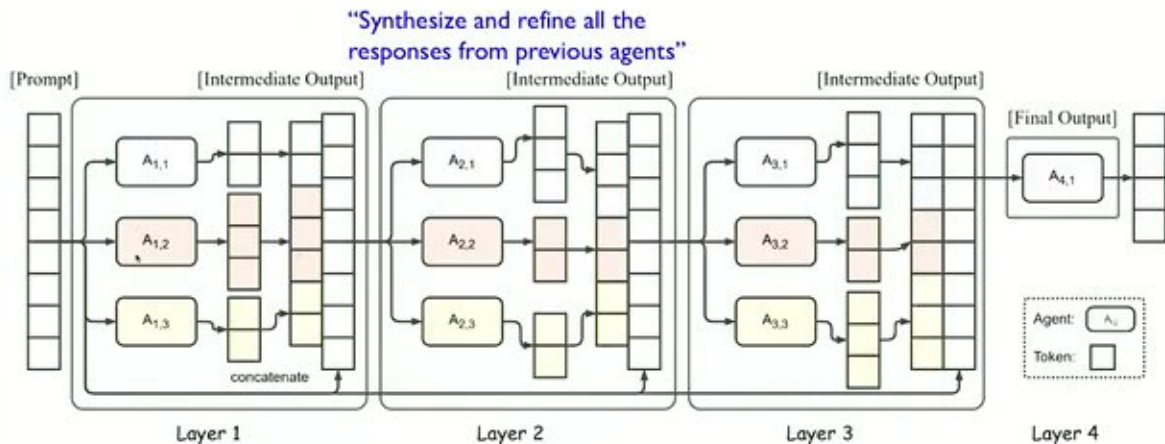 “Synthesize and refine all the
responses from previous agents”
[Prompt]
[Intermediate Output]
[Intermediate Output]
[Intermediate Output]
[Final Output]
A1,1
A2,1
A3,1
A4,1
A1,2
A2,2
A3,2
A1,3
A2,3
A3,3
Agent:
Token:
concatenate
Layer 1
Layer 2
Layer 3
Layer 4